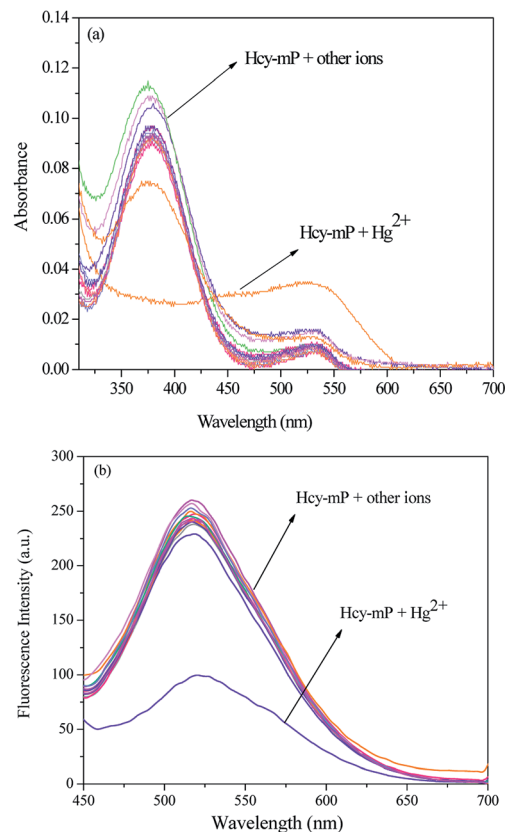 (a)
Hcy-mP + other ions
Hcy-mP + Hg2+
Absorbance
0.14
0.12
0.10
0.08
0.06
0.04
0.02
0.00
350 400 450 500 550 600 650 700
Wavelength (nm)
(b)
Hcy-mP + other ions
Hcy-mP + Hg2+
Fluorescence Intensity (a.u.)
300
250
200
150
100
50
0
450 500 550 600 650 700
Wavelength (nm)